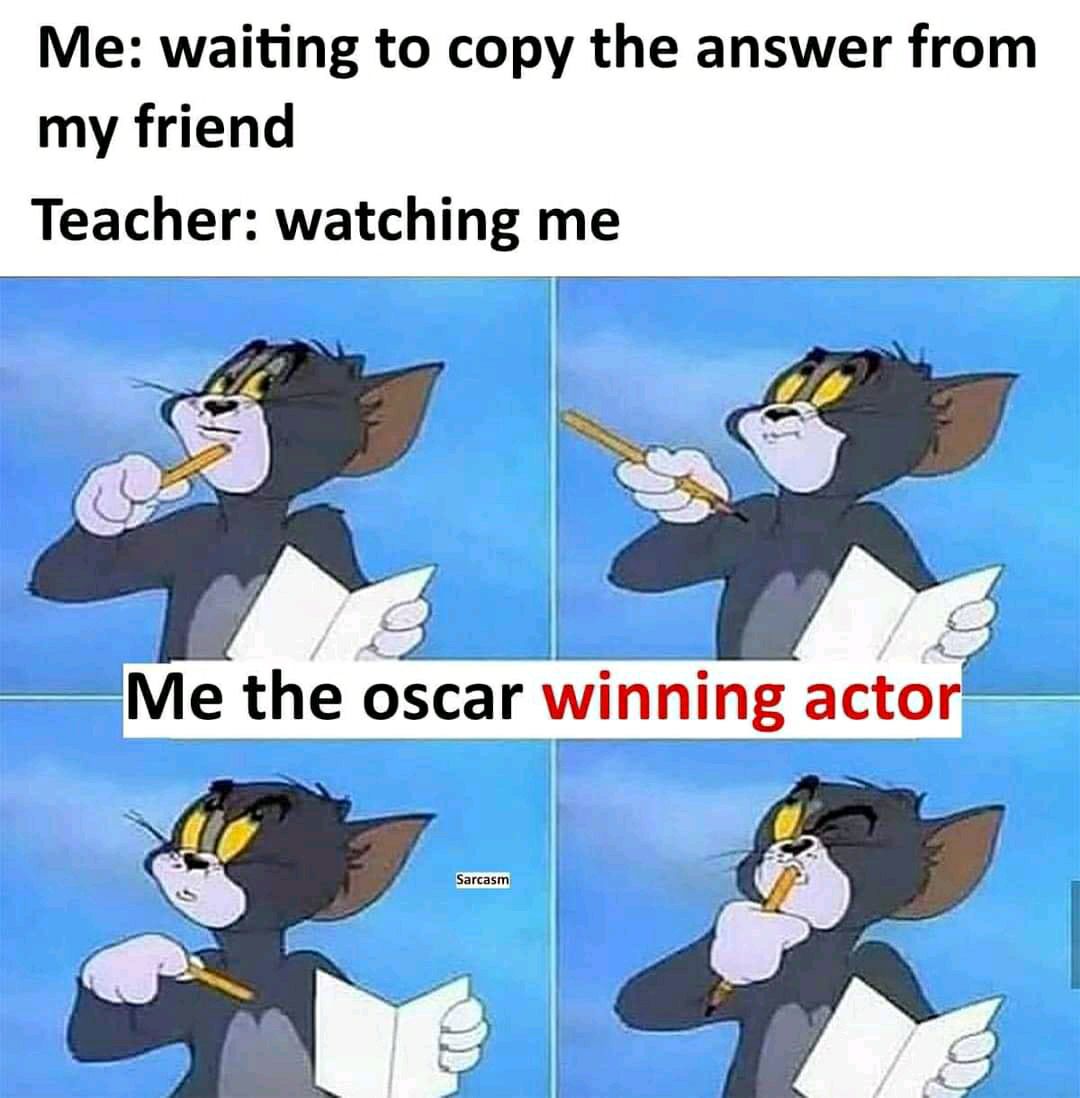 Me: waiting to copy the answer from
my friend
Teacher: watching me
Me the oscar winning actor
Sarcasm